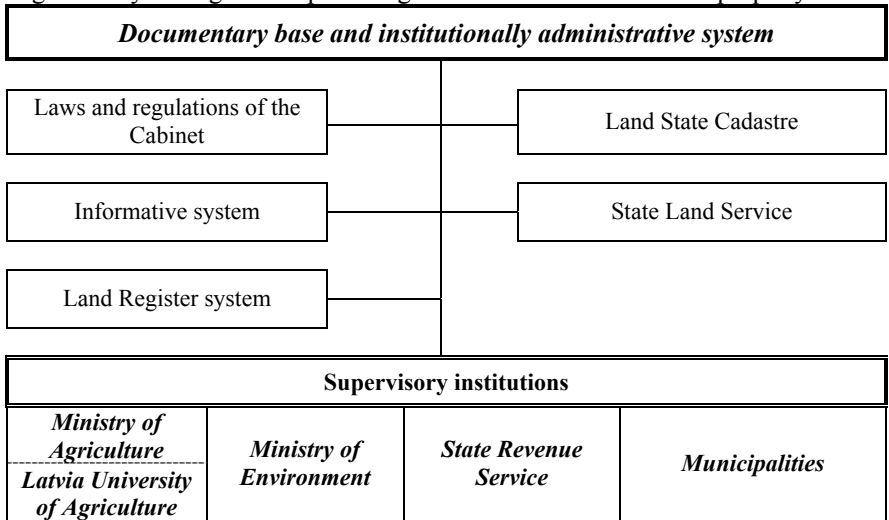 Documentary base and institutionally administrative system
Laws and regulations of the
Cabinet
Land State Cadastre
Informative system
State Land Service
Land Register system
Supervisory institutions
Ministry of
Agriculture
Latvia University
of Agriculture
Ministry of
Environment
State Revenue
Service
Municipalities